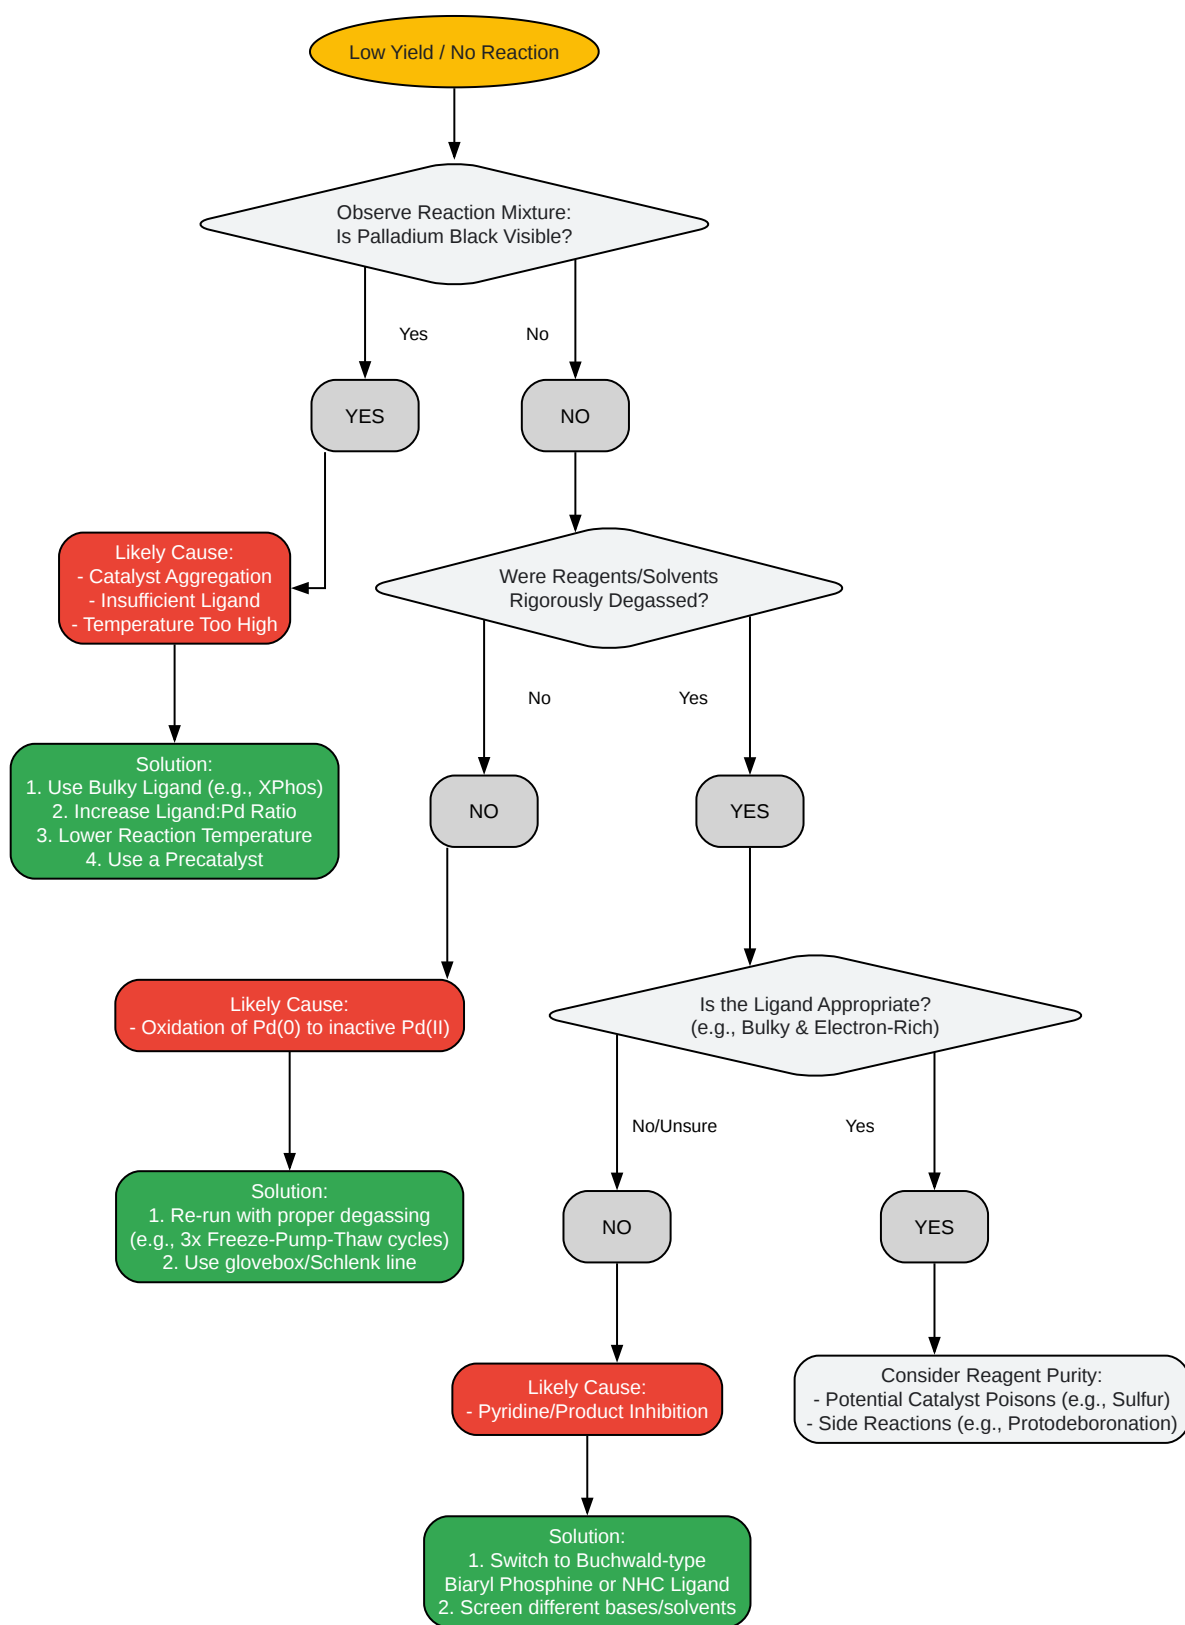 Low Yield / No Reaction
Observe Reaction Mixture:
Is Palladium Black Visible?
Yes
No
YES
NO
Likely Cause:
- Catalyst Aggregation
- Insufficient Ligand
- Temperature Too High
Were Reagents/Solvents
Rigorously Degassed?
No
Yes
Solution:
1. Use Bulky Ligand (e.g., XPhos)
2. Increase Ligand:Pd Ratio
3. Lower Reaction Temperature
4. Use a Precatalyst
NO
YES
Likely Cause:
- Oxidation of Pd(0) to inactive Pd(II)
Is the Ligand Appropriate?
(e.g., Bulky & Electron-Rich)
No/Unsure
Yes
Solution:
1. Re-run with proper degassing
(e.g., 3x Freeze-Pump-Thaw cycles)
2. Use glovebox/Schlenk line
NO
YES
Likely Cause:
- Pyridine/Product Inhibition
Consider Reagent Purity:
- Potential Catalyst Poisons (e.g., Sulfur)
- Side Reactions (e.g., Protodeboronation)
Solution:
1. Switch to Buchwald-type
Biaryl Phosphine or NHC Ligand
2. Screen different bases/solvents